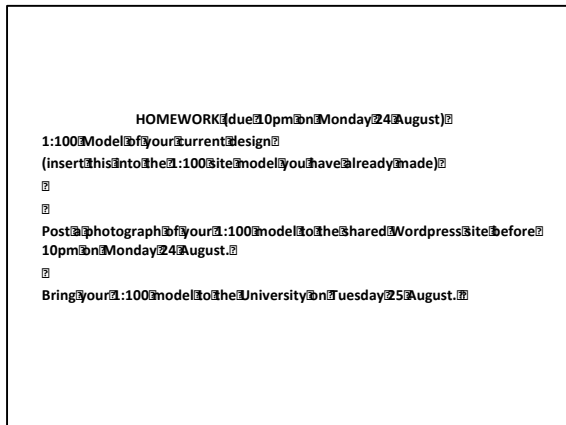 HOMEWORK (due 10pm on Monday 24 August)
1:100 Model of your current design
(insert this into the 1:100 site model you have already made)
Post a photograph of your 1:100 model to the shared Wordpress site before
10pm on Monday 24 August.
Bring your 1:100 model to the University on Tuesday 25 August.